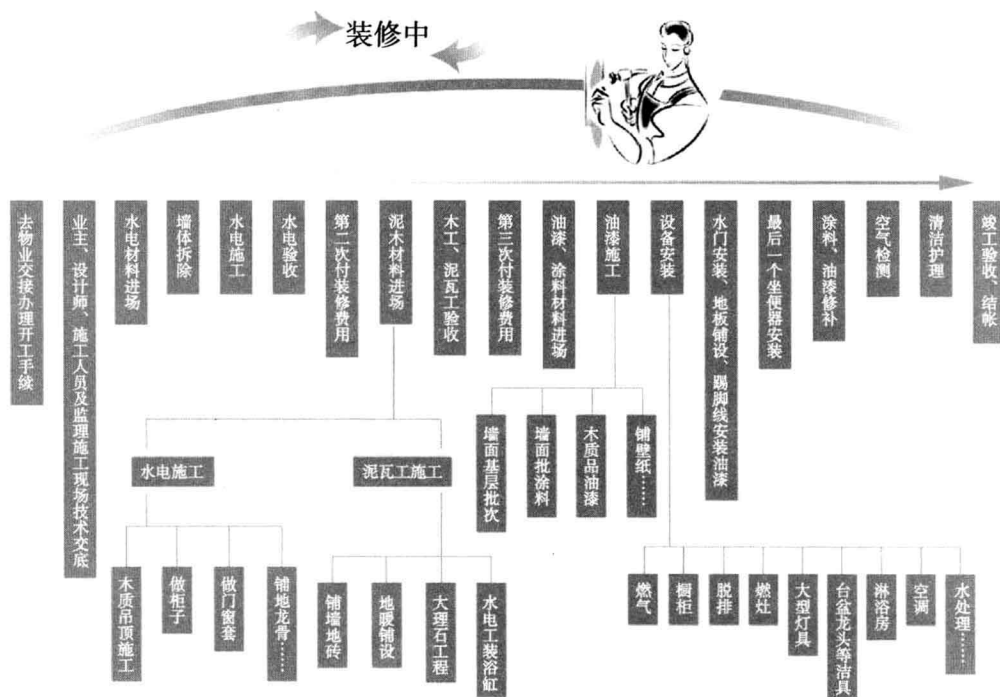 装修中
去物业交接办理开工手续
业主、设计师、施工人员及监理施工现场技术交底
水电材料进场
墙体拆除
水电施工
水电验收
第二次付装修费用
泥木材料进场
木工、泥瓦工验收
第三次付装修费用
油漆、涂料材料进场
油漆施工
设备安装
水门安装、地板铺设、踢脚线安装油漆
最后一个坐便器安装
涂料、油漆修补
空气检测
清洁护理
竣工验收、结帐
水电施工
泥瓦工施工
墙面基层批次
墙面批涂料
木质品油漆
铺壁纸……
木质吊顶施工
做柜子
做门窗套
铺地龙骨……
铺墙地砖
地暖铺设
大理石工程
水电工装浴缸
燃气
橱柜
脱排
燃灶
大型灯具
台盆龙头等洁具
淋浴房
空调
水处理……